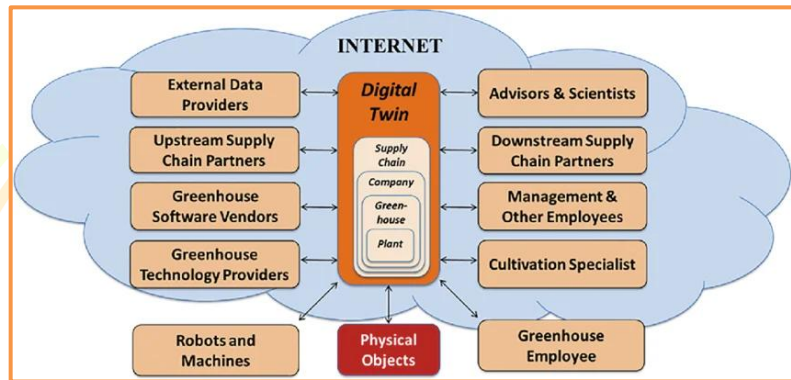 INTERNET
External Data
Providers
Upstream Supply
Chain Partners
Greenhouse
Software Vendors
Greenhouse
Technology Providers
Robots and
Machines
Digital
Twin
Supply
Chain
Company
Green-
house
Plant
Physical
Objects
Advisors & Scientists
Downstream Supply
Chain Partners
Management &
Other Employees
Cultivation Specialist
Greenhouse
Employee